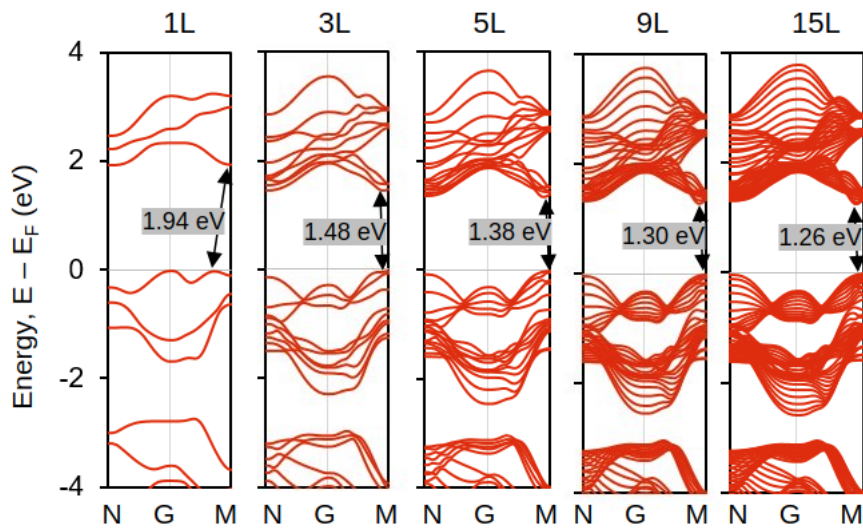 1L 3L 5L 9L 15L
4
2
0
-2
-4
Energy, E – E_F (eV)
1.94 eV
1.48 eV
1.38 eV
1.30 eV
1.26 eV
N G M N G M N G M N G M N G M